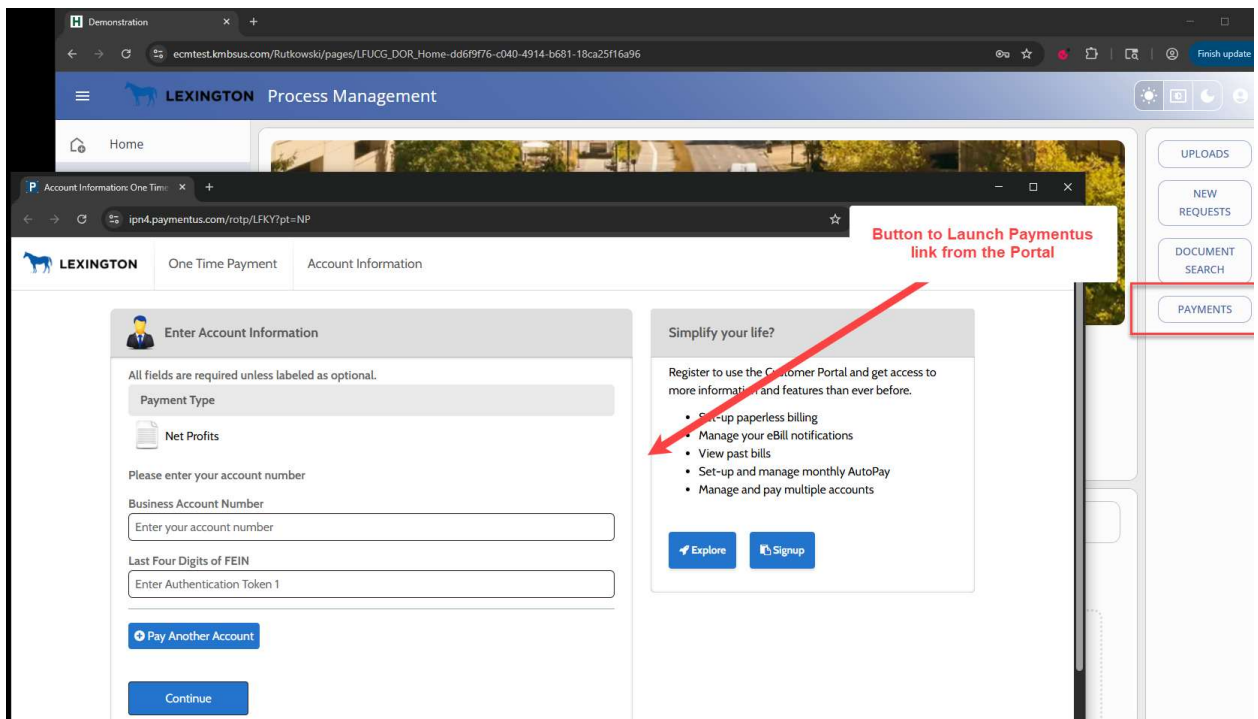 Demonstration
ecmtest.kmbsus.com/Rutkowski/pages/LFUCG_DOR_Home-dd6f9f76-c040-4914-b681-18ca25f16a96
Finish update
LEXINGTON Process Management
Home
UPLOADS
NEW
REQUESTS
DOCUMENT
SEARCH
PAYMENTS
Account Information: One Time
ipn4.paymentus.com/rotp/LFKY?pt=NP
Button to Launch Paymentus
link from the Portal
LEXINGTON One Time Payment Account Information
Enter Account Information
All fields are required unless labeled as optional.
Payment Type
Net Profits
Please enter your account number
Business Account Number
Enter your account number
Last Four Digits of FEIN
Enter Authentication Token 1
Pay Another Account
Continue
Simplify your life?
Register to use the Customer Portal and get access to
more information and features than ever before.
• Set-up paperless billing
• Manage your eBill notifications
• View past bills
• Set-up and manage monthly AutoPay
• Manage and pay multiple accounts
Explore
Signup